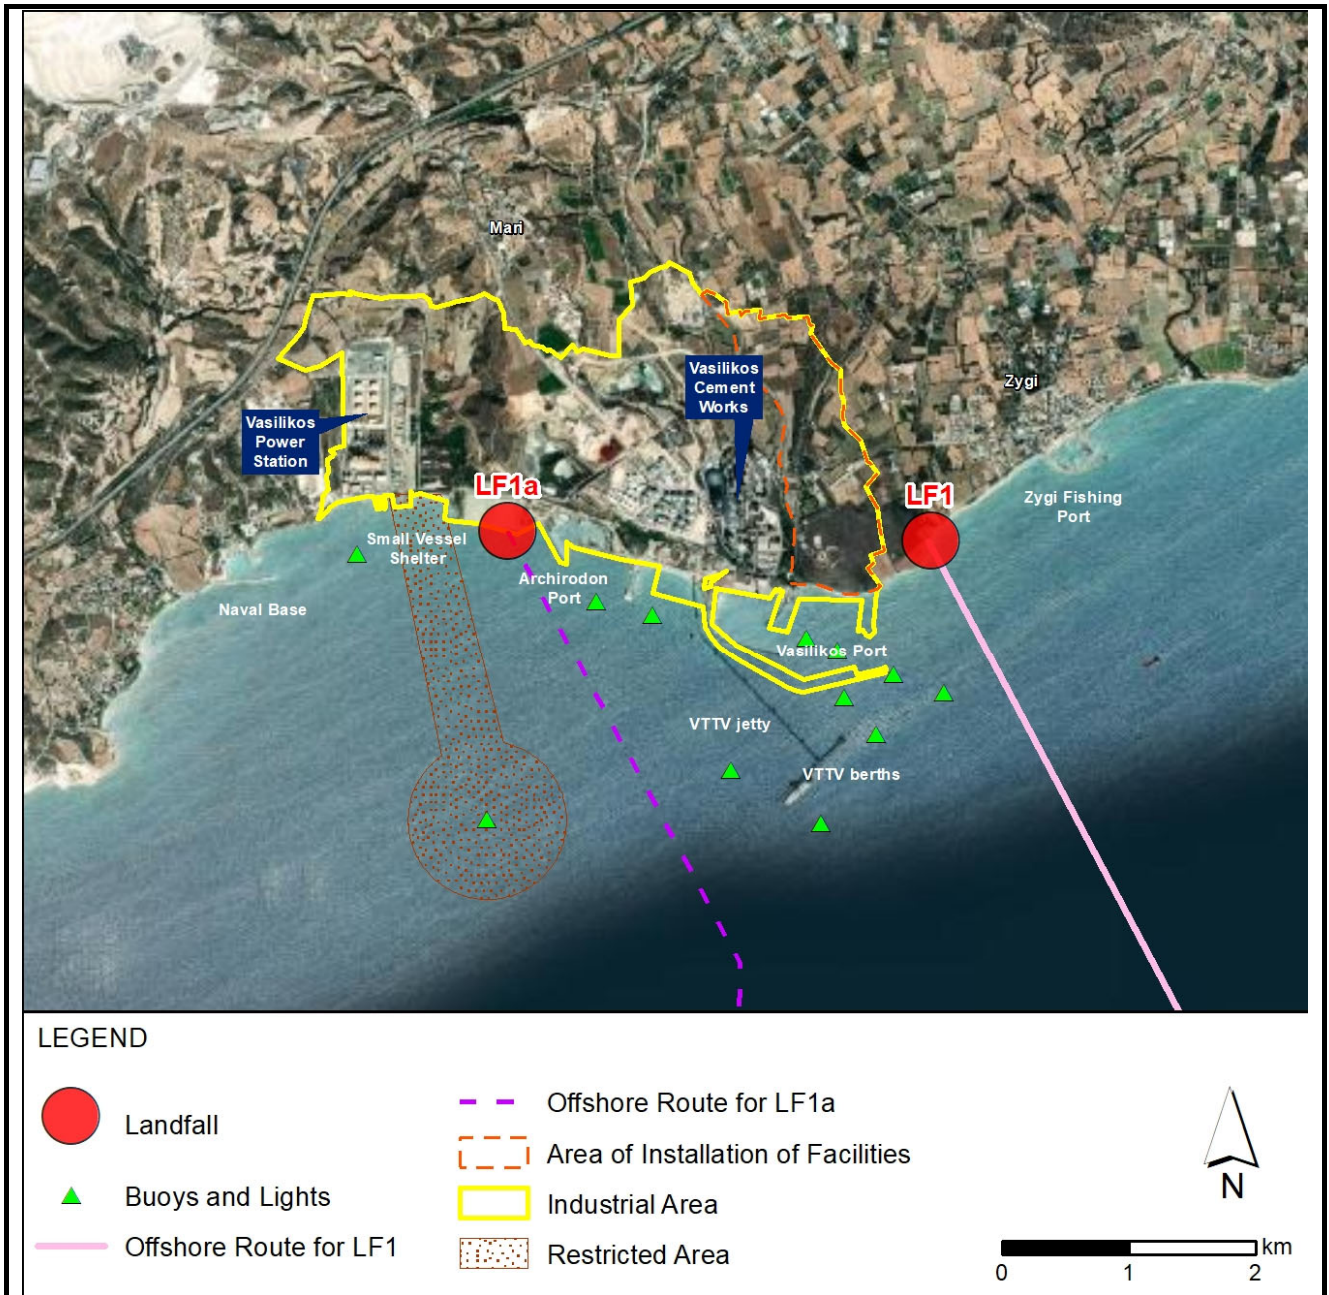 Mari
Vasilikos
Cement
Works
Zygi
Vasilikos
Power
Station
LF1a
LF1
Zygi Fishing
Port
Small Vessel
Shelter
Archirodon
Port
Naval Base
Vasilikos Port
VTTV jetty
VTTV berths
LEGEND
Landfall
Buoys and Lights
Offshore Route for LF1
Offshore Route for LF1a
Area of Installation of Facilities
Industrial Area
Restricted Area
N
km
0 1 2